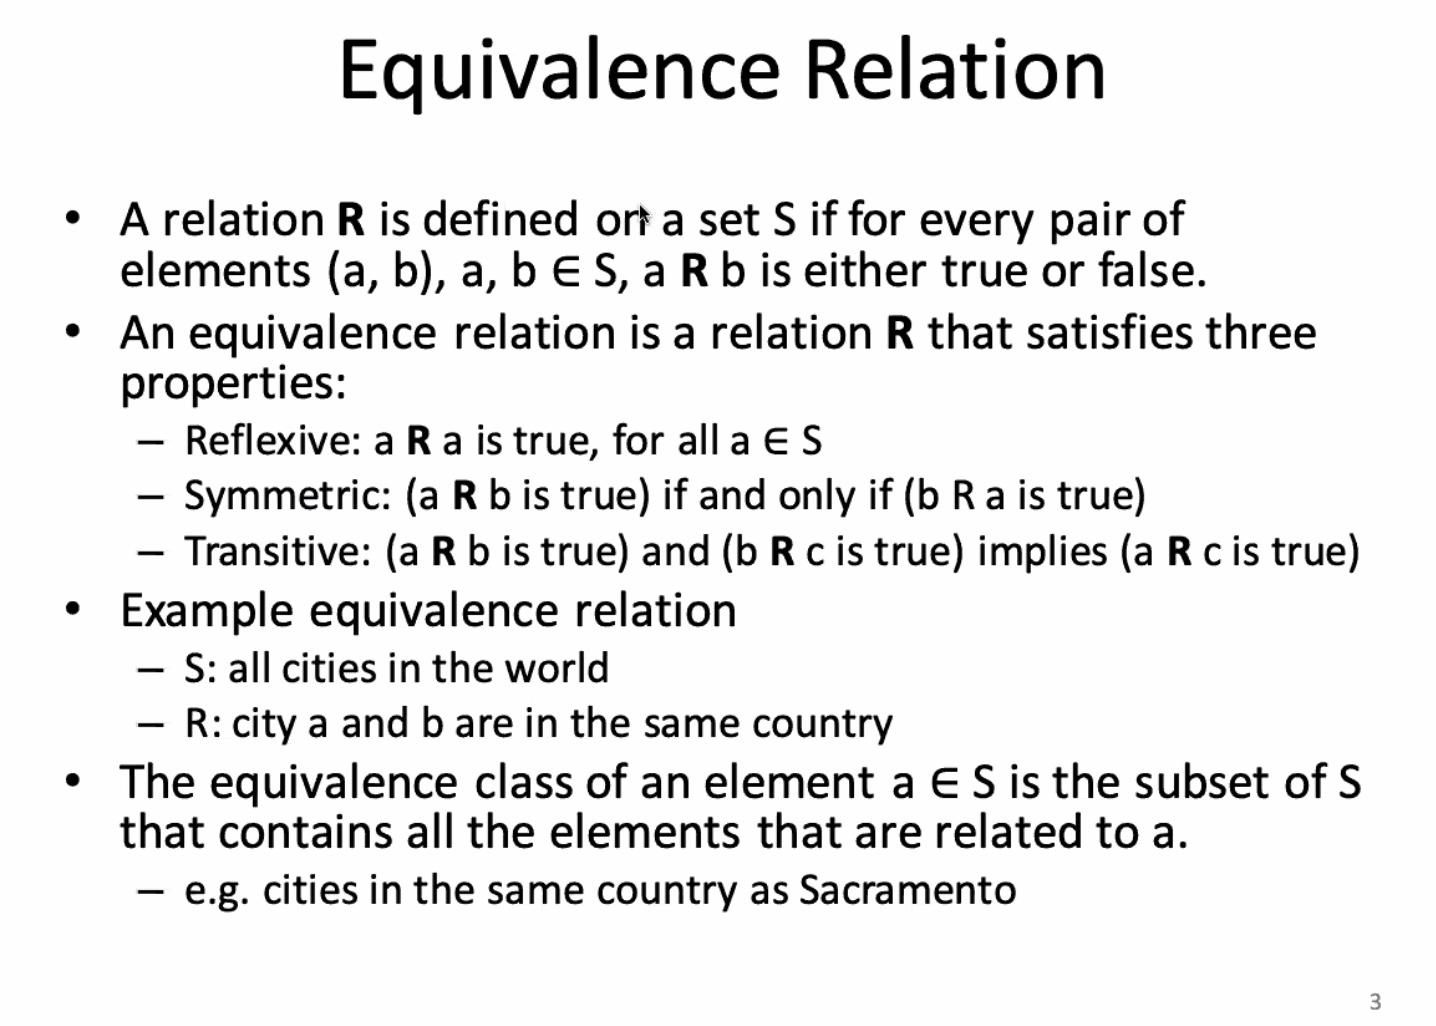 Equivalence Relation
• A relation R is defined on a set S if for every pair of
elements (a, b), a, b ∈ S, a R b is either true or false.
• An equivalence relation is a relation R that satisfies three
properties:
– Reflexive: a R a is true, for all a ∈ S
– Symmetric: (a R b is true) if and only if (b R a is true)
– Transitive: (a R b is true) and (b R c is true) implies (a R c is true)
• Example equivalence relation
– S: all cities in the world
– R: city a and b are in the same country
• The equivalence class of an element a ∈ S is the subset of S
that contains all the elements that are related to a.
– e.g. cities in the same country as Sacramento
3